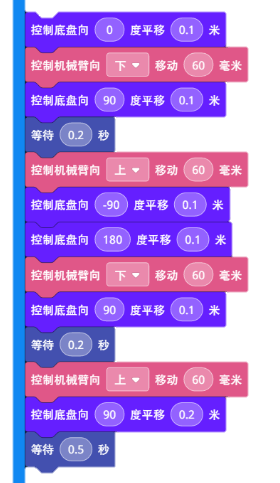 控制底盘向 0 度平移 0.1 米
控制机械臂向 下 移动 60 毫米
控制底盘向 90 度平移 0.1 米
等待 0.2 秒
控制机械臂向 上 移动 60 毫米
控制底盘向 -90 度平移 0.1 米
控制底盘向 180 度平移 0.1 米
控制机械臂向 下 移动 60 毫米
控制底盘向 90 度平移 0.1 米
等待 0.2 秒
控制机械臂向 上 移动 60 毫米
控制底盘向 90 度平移 0.2 米
等待 0.5 秒